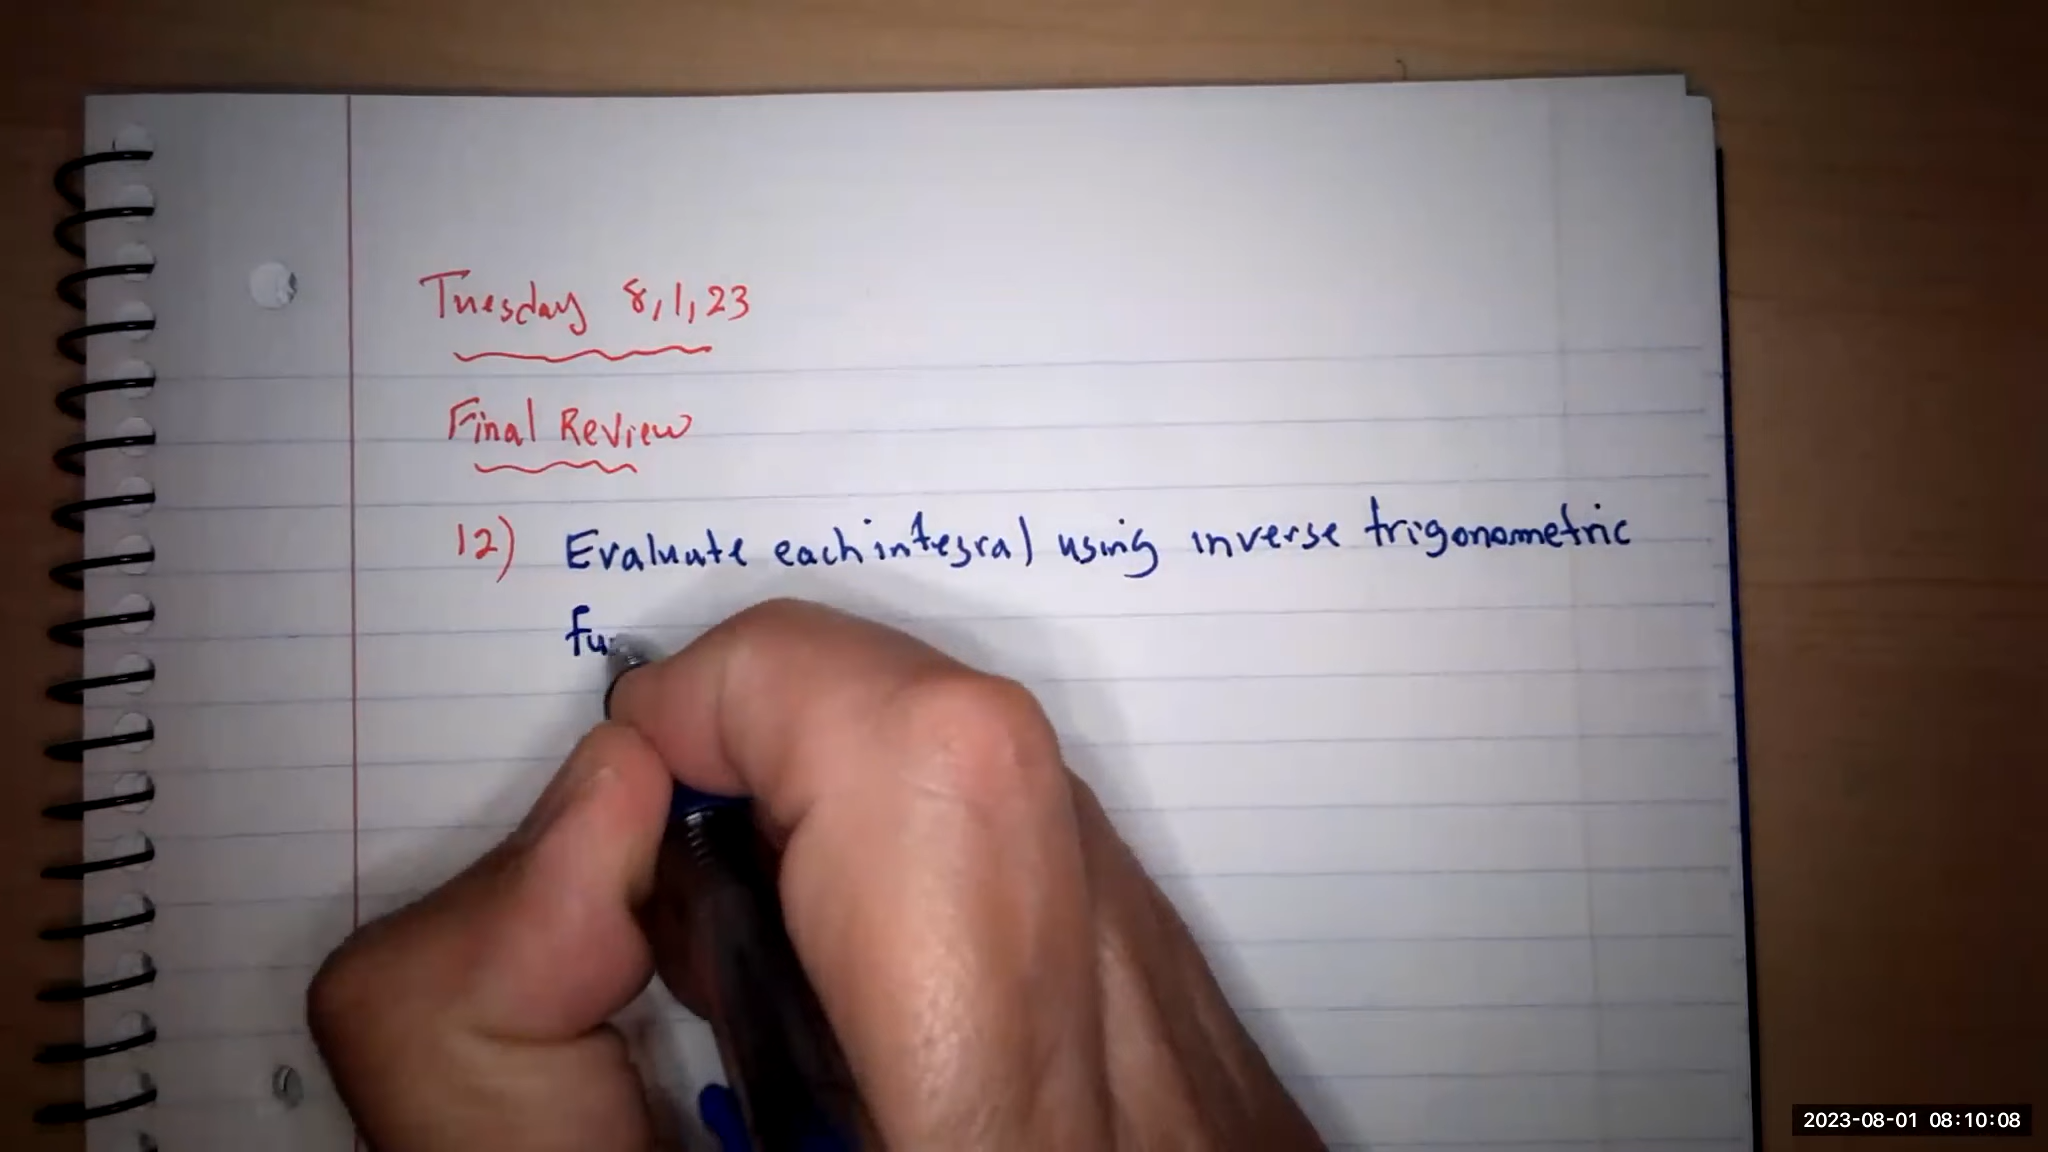 Tuesday 8,1,23
Final Review
12) Evaluate each integral using inverse trigonometric
2023-08-01 08:10:08